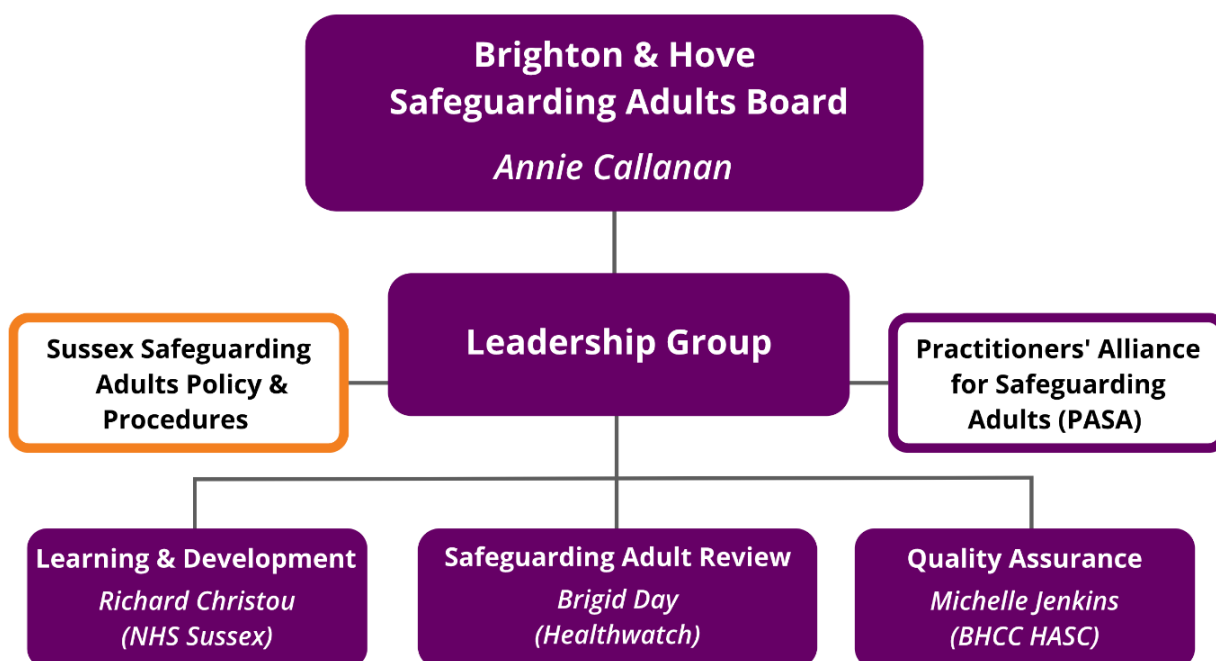 Brighton & Hove
Safeguarding Adults Board
Annie Callanan
Leadership Group
Sussex Safeguarding
Adults Policy &
Procedures
Practitioners' Alliance
for Safeguarding
Adults (PASA)
Learning & Development
Richard Christou
(NHS Sussex)
Safeguarding Adult Review
Brigid Day
(Healthwatch)
Quality Assurance
Michelle Jenkins
(BHCC HASC)